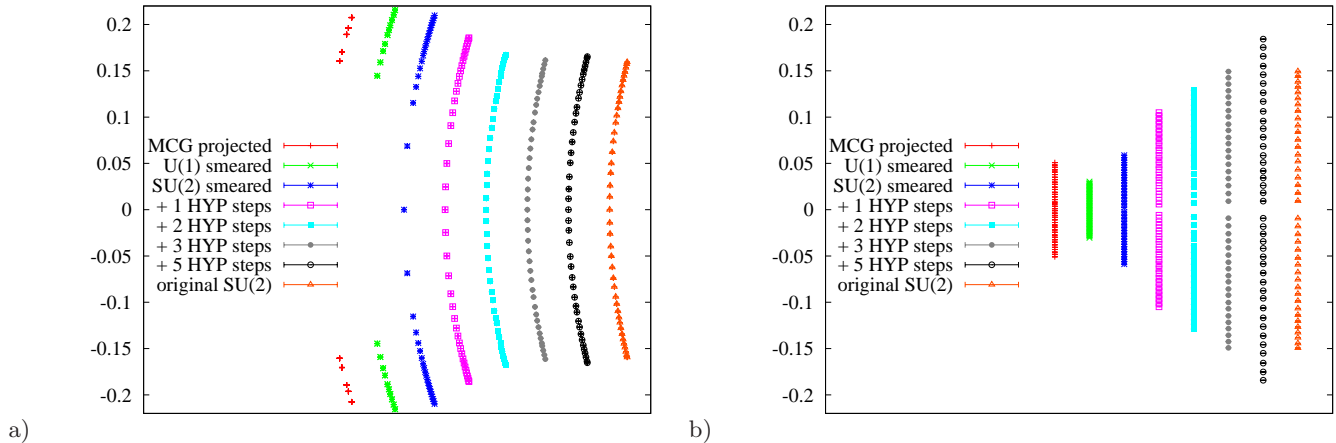 0.2
0.15
0.1
0.05
0
-0.05
-0.1
-0.15
-0.2
MCG projected
U(1) smeared
SU(2) smeared
+ 1 HYP steps
+ 2 HYP steps
+ 3 HYP steps
+ 5 HYP steps
original SU(2)
a)
0.2
0.15
0.1
0.05
0
-0.05
-0.1
-0.15
-0.2
MCG projected
U(1) smeared
SU(2) smeared
+ 1 HYP steps
+ 2 HYP steps
+ 3 HYP steps
+ 5 HYP steps
original SU(2)
b)